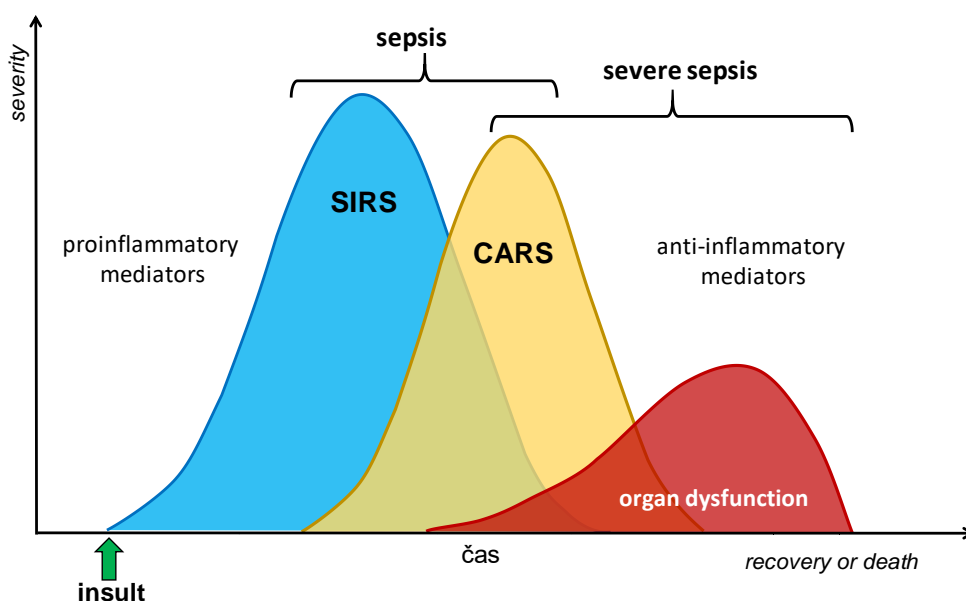 sepsis
severe sepsis
severity
SIRS
CARS
proinflammatory
mediators
anti-inflammatory
mediators
organ dysfunction
čas
recovery or death
insult